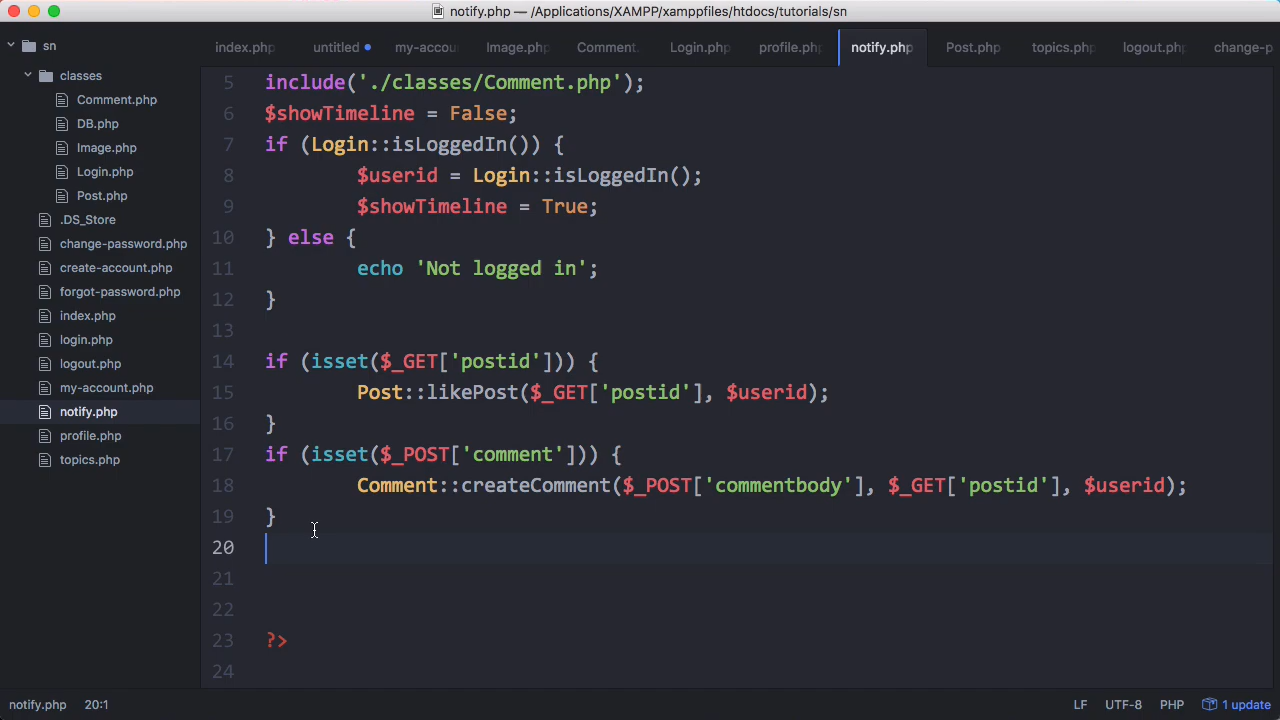 notify.php — /Applications/XAMPP/xamppfiles/htdocs/tutorials/sn
sn
classes
Comment.php
DB.php
Image.php
Login.php
Post.php
.DS_Store
change-password.php
create-account.php
forgot-password.php
index.php
login.php
logout.php
my-account.php
notify.php
profile.php
topics.php
index.php untitled my-accou Image.php Comment. Login.php profile.php notify.php Post.php topics.php logout.php change-p
5 include('./classes/Comment.php');
6 $showTimeline = False;
7 if (Login::isLoggedIn()) {
8 $userid = Login::isLoggedIn();
9 $showTimeline = True;
10 } else {
11 echo 'Not logged in';
12 }
13
14 if (isset($_GET['postid'])) {
15 Post::likePost($_GET['postid'], $userid);
16 }
17 if (isset($_POST['comment'])) {
18 Comment::createComment($_POST['commentbody'], $_GET['postid'], $userid);
19 }
20
21
22
23 ?>
24
notify.php 20:1 LF UTF-8 PHP 1 update